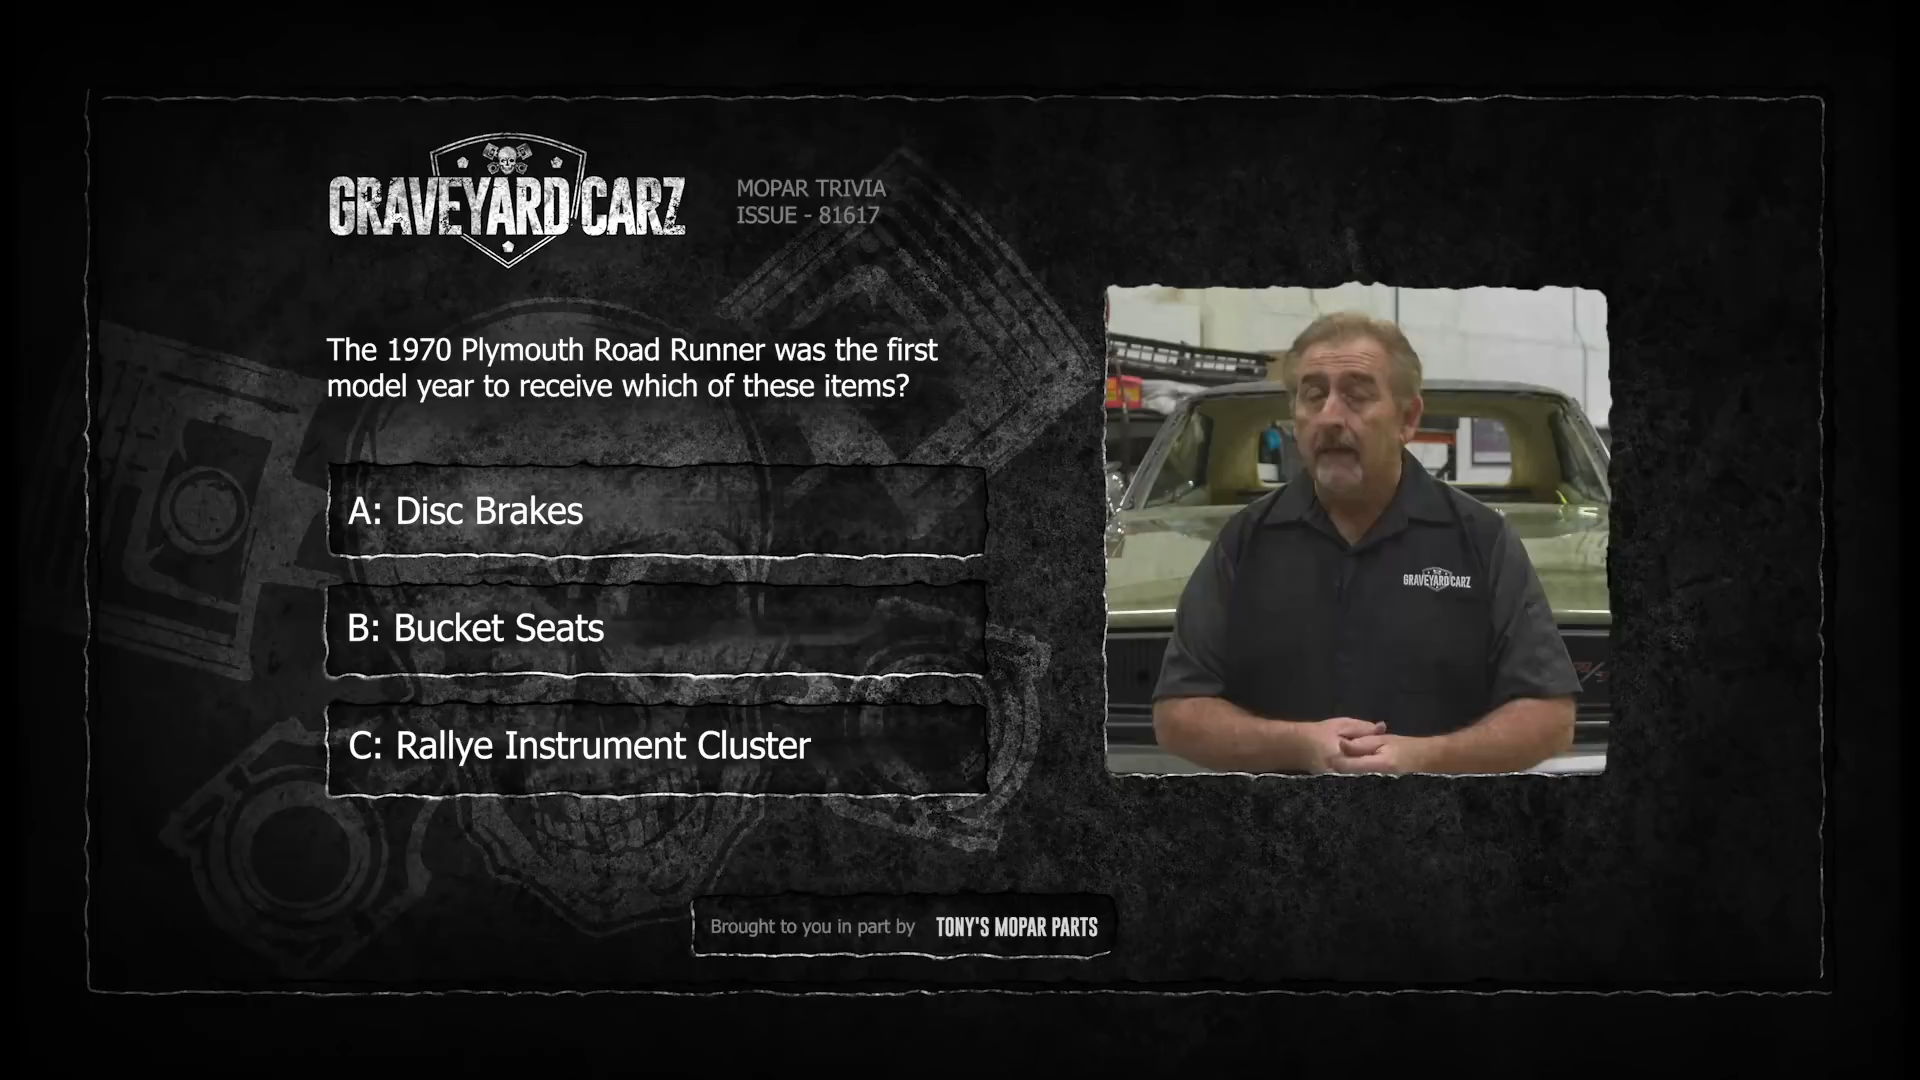 GRAVEYARD CARZ
MOPAR TRIVIA
ISSUE - 81617
The 1970 Plymouth Road Runner was the first
model year to receive which of these items?
A: Disc Brakes
B: Bucket Seats
C: Rallye Instrument Cluster
GRAVEYARD CARZ
Brought to you in part by TONY'S MOPAR PARTS